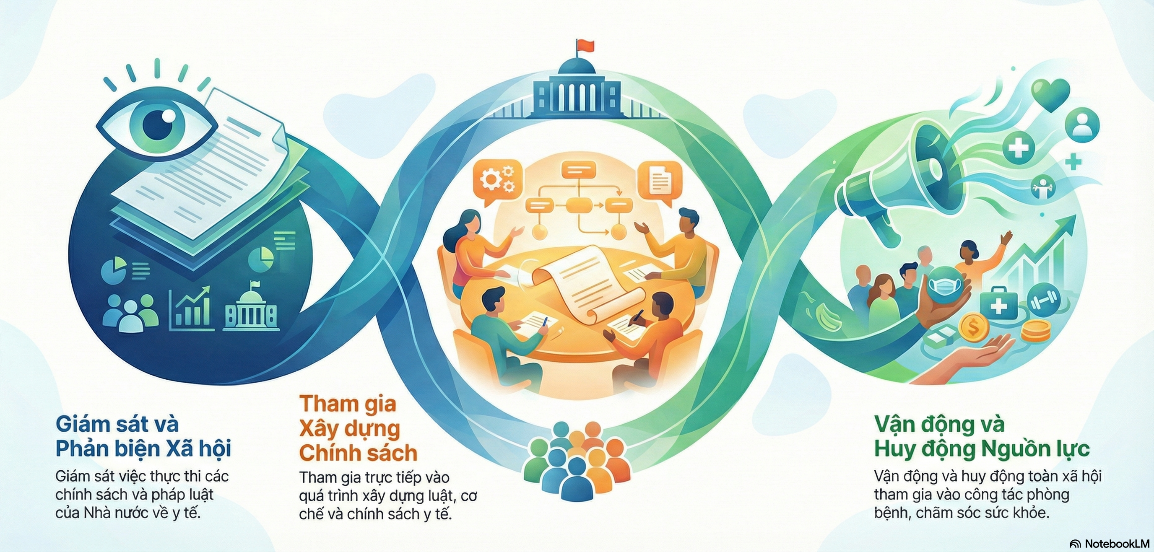 Giám sát và
Phản biện Xã hội
Giám sát việc thực thi các
chính sách và pháp luật
của Nhà nước về y tế.
Tham gia
Xây dựng
Chính sách
Tham gia trực tiếp vào
quá trình xây dựng luật, cơ
chế và chính sách y tế.
Vận động và
Huy động Nguồn lực
Vận động và huy động toàn xã hội
tham gia vào công tác phòng
bệnh, chăm sóc sức khỏe.
NotebookLM